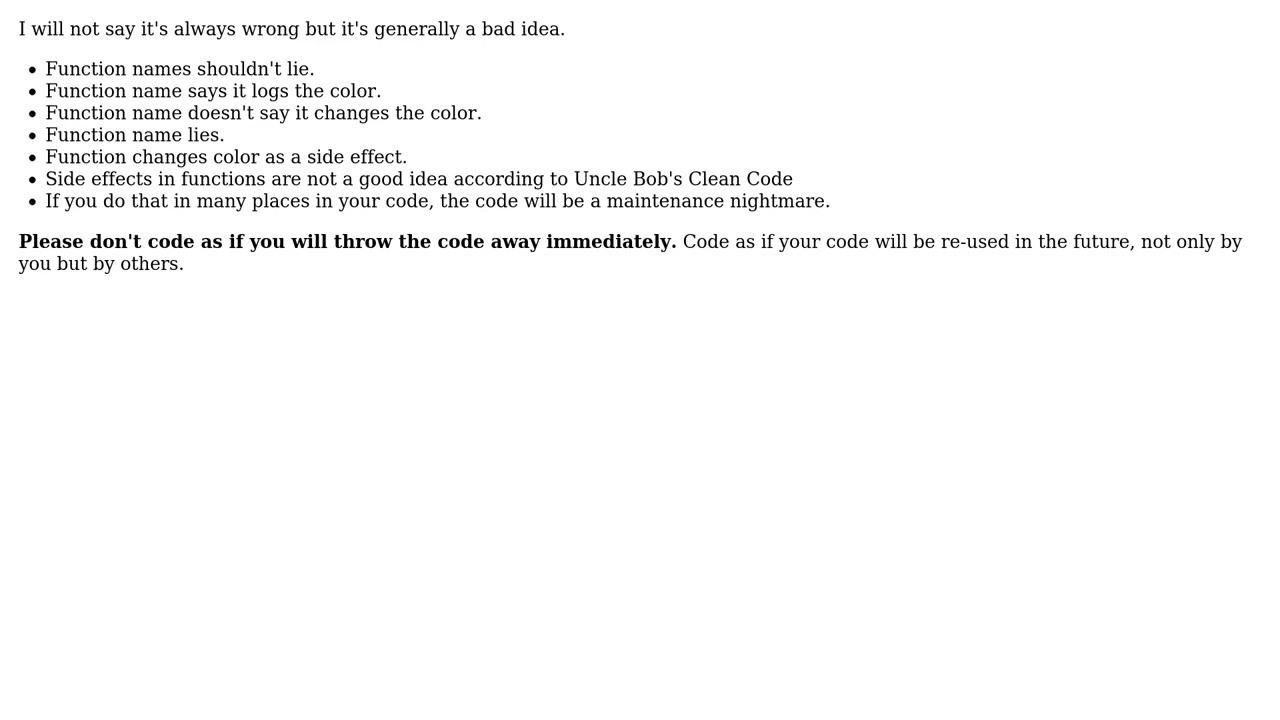 I will not say it's always wrong but it's generally a bad idea.
• Function names shouldn't lie.
• Function name says it logs the color.
• Function name doesn't say it changes the color.
• Function name lies.
• Function changes color as a side effect.
• Side effects in functions are not a good idea according to Uncle Bob's Clean Code
• If you do that in many places in your code, the code will be a maintenance nightmare.
Please don't code as if you will throw the code away immediately. Code as if your code will be re-used in the future, not only by
you but by others.